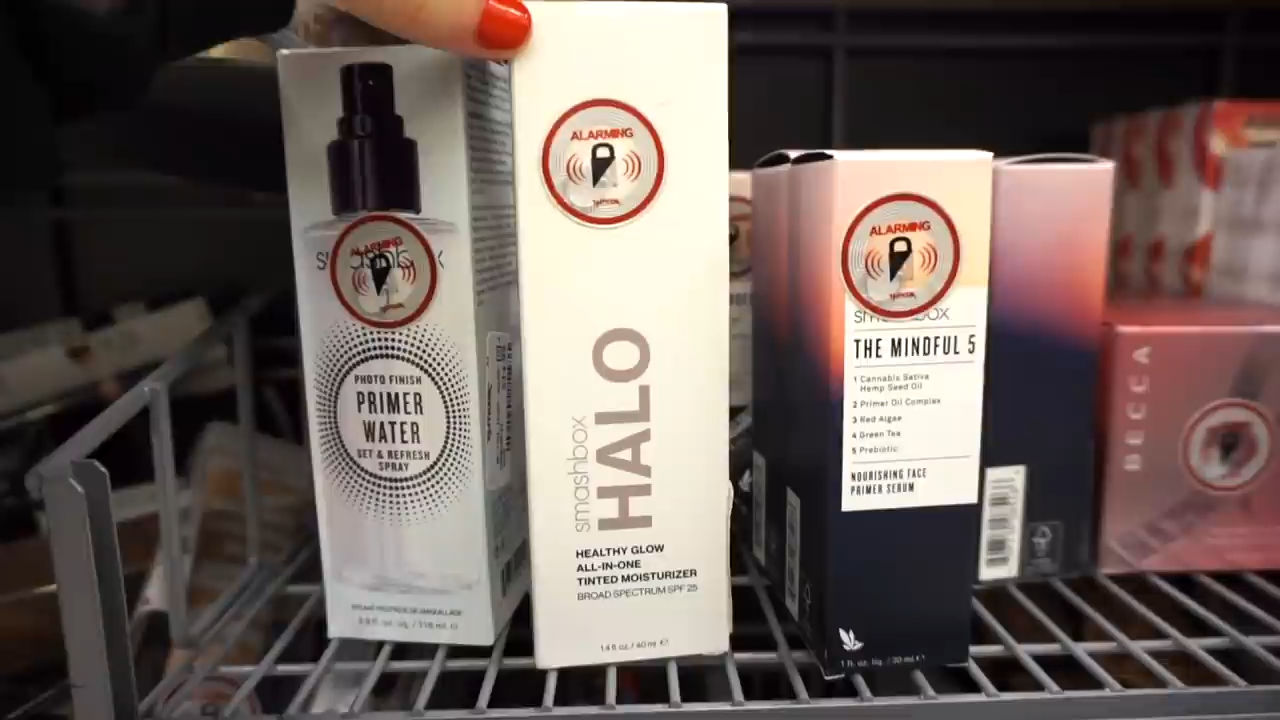 ALARMING
PHOTO FINISH
PRIMER
WATER
SET & REFRESH
SPRAY
ALARMING
smashbox
HALO
HEALTHY GLOW
ALL-IN-ONE
TINTED MOISTURIZER
BROAD SPECTRUM SPF 25
1.4 fl oz. / 40 ml ℮
ALARMING
THE MINDFUL 5
1 Cannabis Sativa
Hemp Seed Oil
2 Primer Oil Complex
3 Red Algae
4 Green Tea
5 Prebiotic
NOURISHING FACE
PRIMER SERUM
1 fl. oz. liq. / 30 ml ℮
BECCA